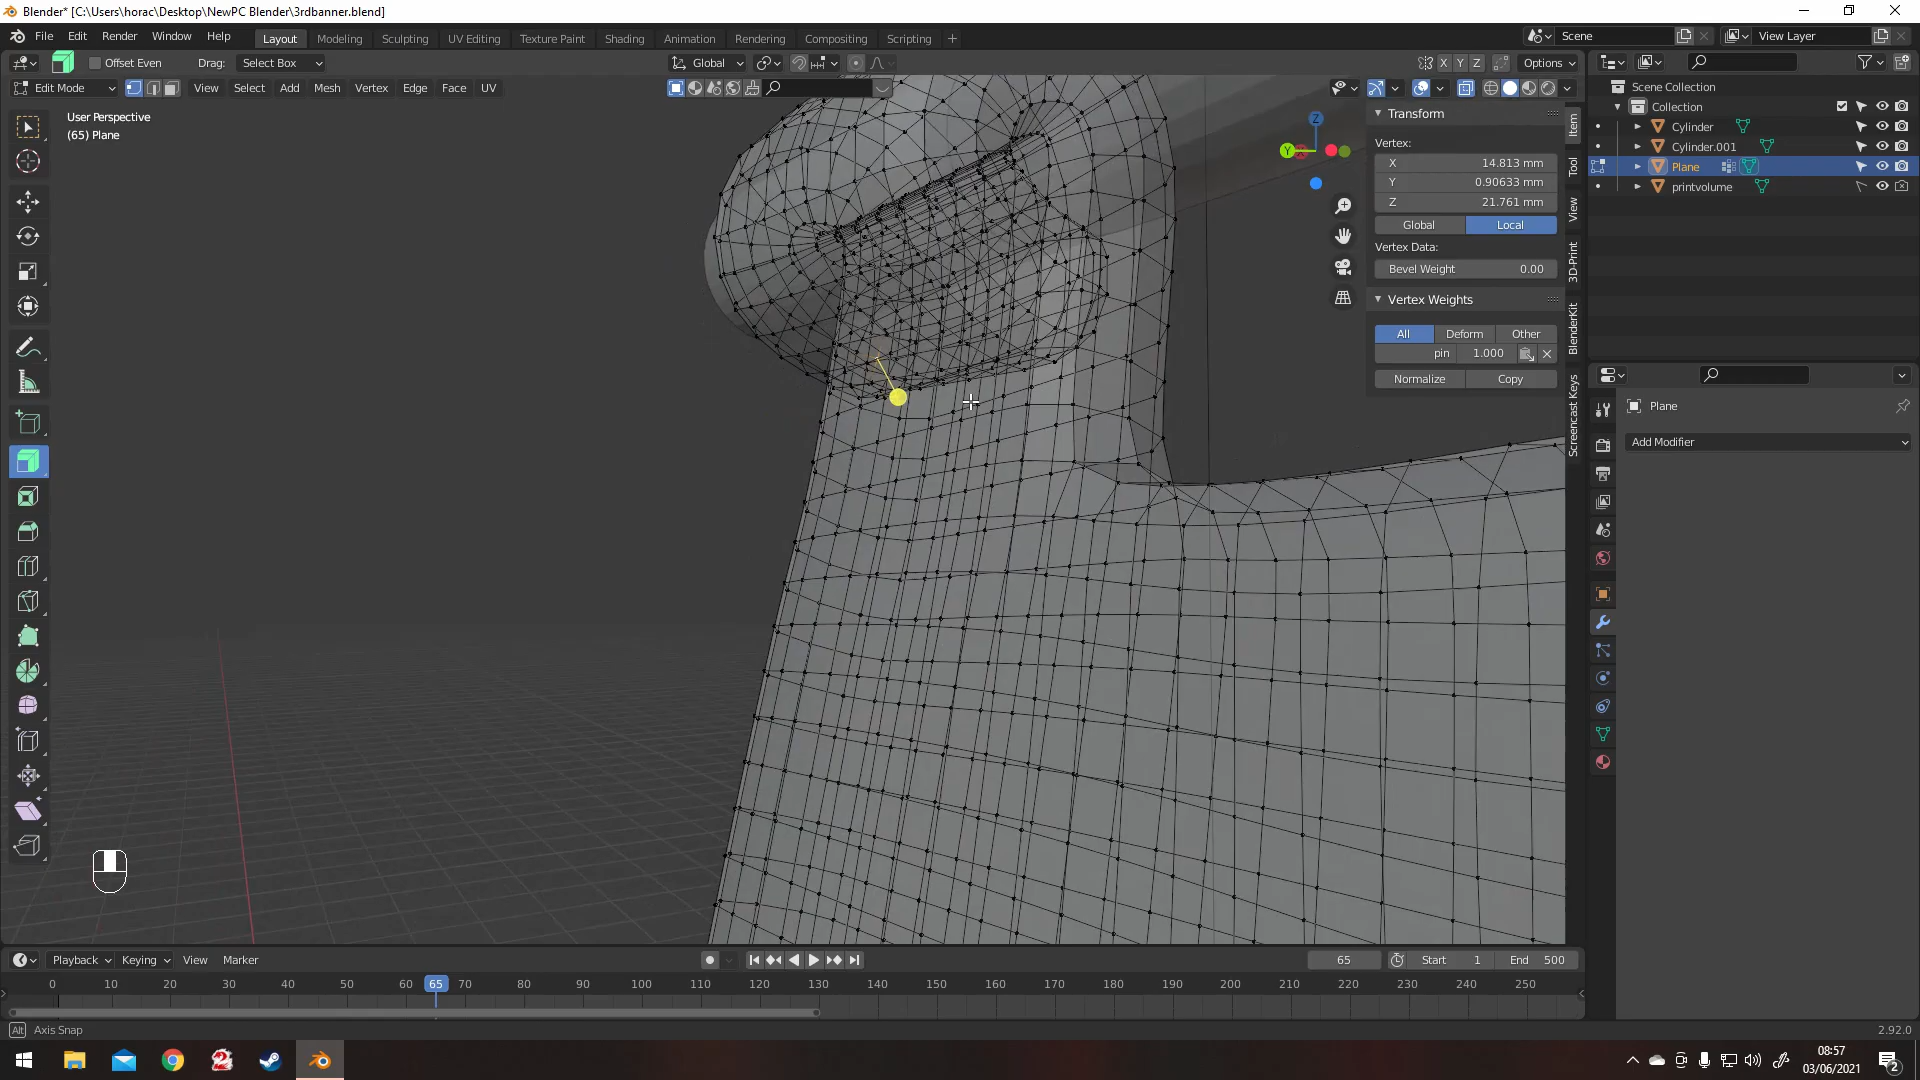 Blender* [C:\Users\horac\Desktop\NewPC Blender\3rdbanner.blend]
File Edit Render Window Help Layout Modeling Sculpting UV Editing Texture Paint Shading Animation Rendering Compositing Scripting + Scene View Layer
Offset Even Drag: Select Box Global X Y Z Options
Edit Mode View Select Add Mesh Vertex Edge Face UV
User Perspective
(65) Plane
Z
Y
Transform
Vertex:
X 14.813 mm
Y 0.90633 mm
Z 21.761 mm
Global Local
Vertex Data:
Bevel Weight 0.00
Vertex Weights
All Deform Other
pin 1.000
Normalize Copy
Item
Tool
View
3D-Print
BlenderKit
Screencast Keys
Scene Collection
Collection
Cylinder
Cylinder.001
Plane
printvolume
Plane
Add Modifier
Playback Keying View Marker 65 Start 1 End 500
0 10 20 30 40 50 60 65 70 80 90 100 110 120 130 140 150 160 170 180 190 200 210 220 230 240 250
Alt Axis Snap 2.92.0
08:57
03/06/2021
2